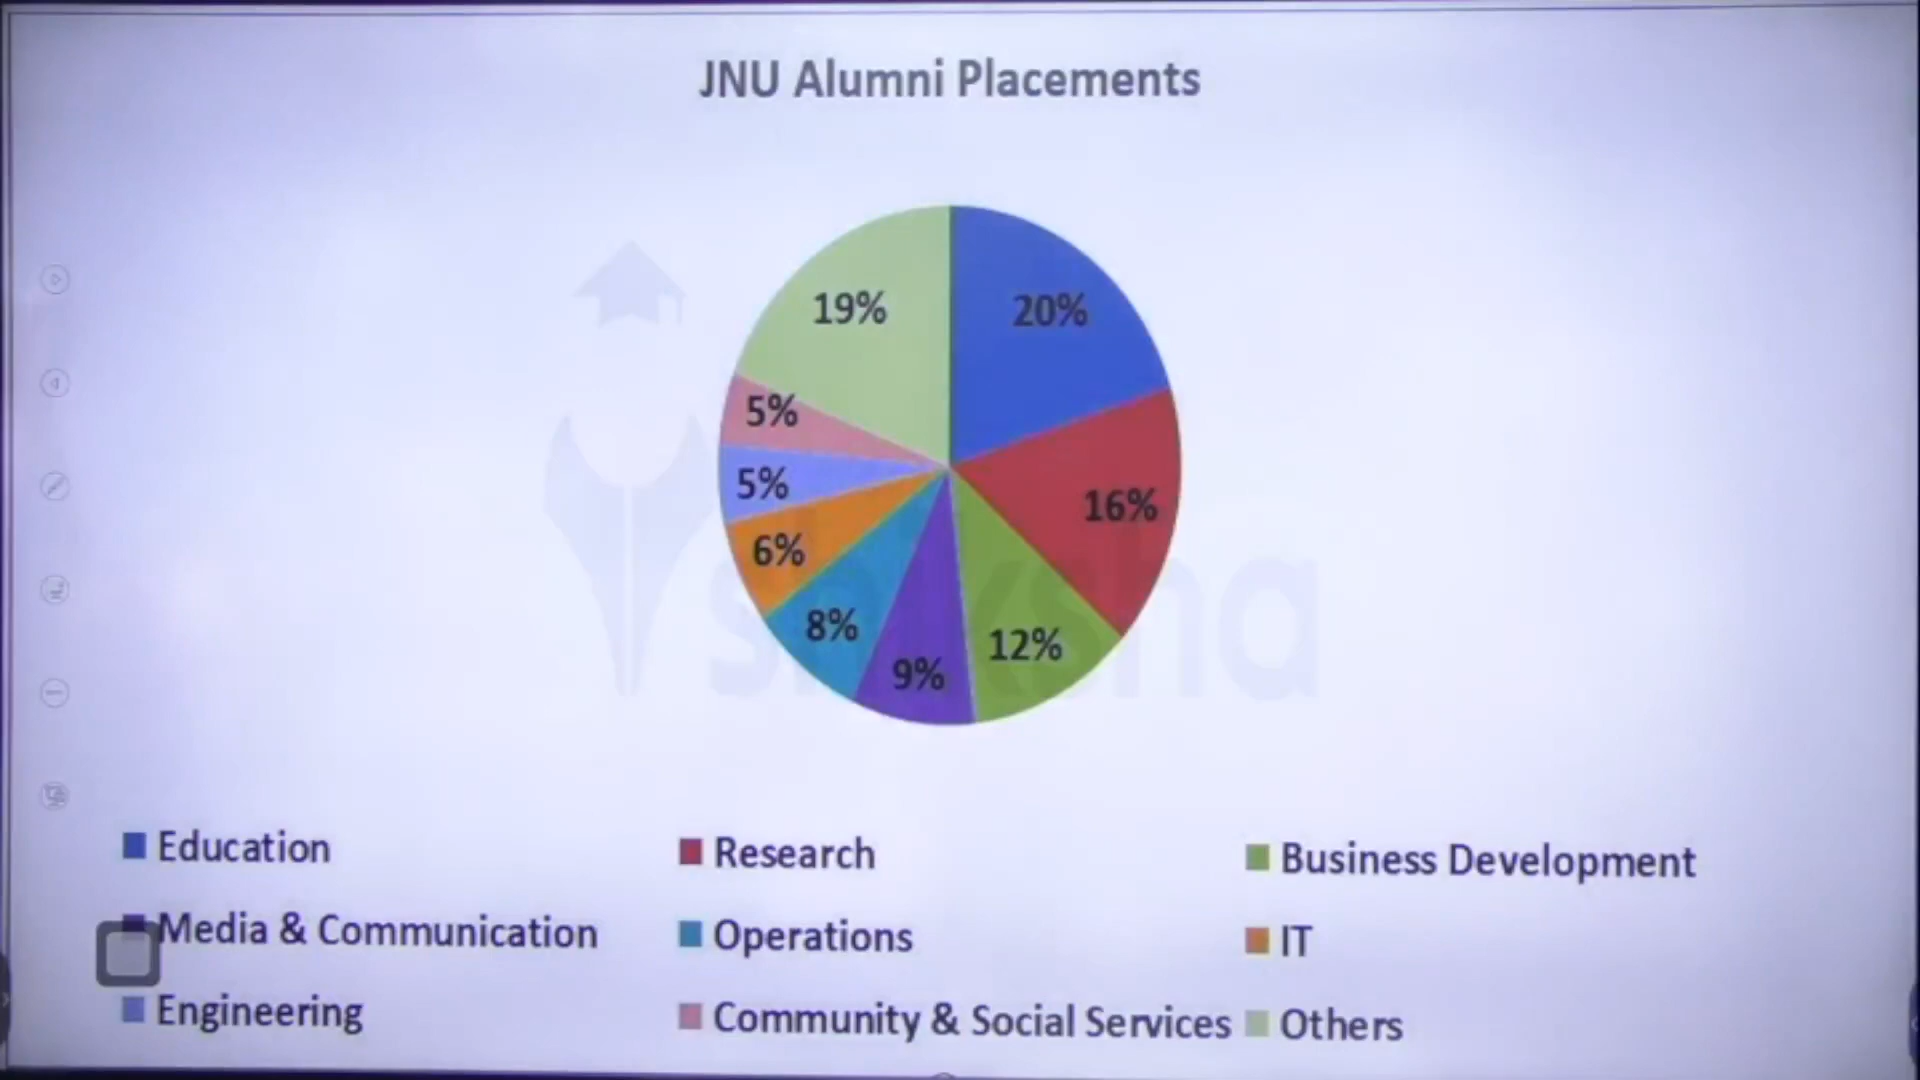 JNU Alumni Placements
19%
20%
5%
5%
16%
6%
8%
12%
9%
shiksha
Education
Research
Business Development
Media & Communication
Operations
IT
Engineering
Community & Social Services
Others